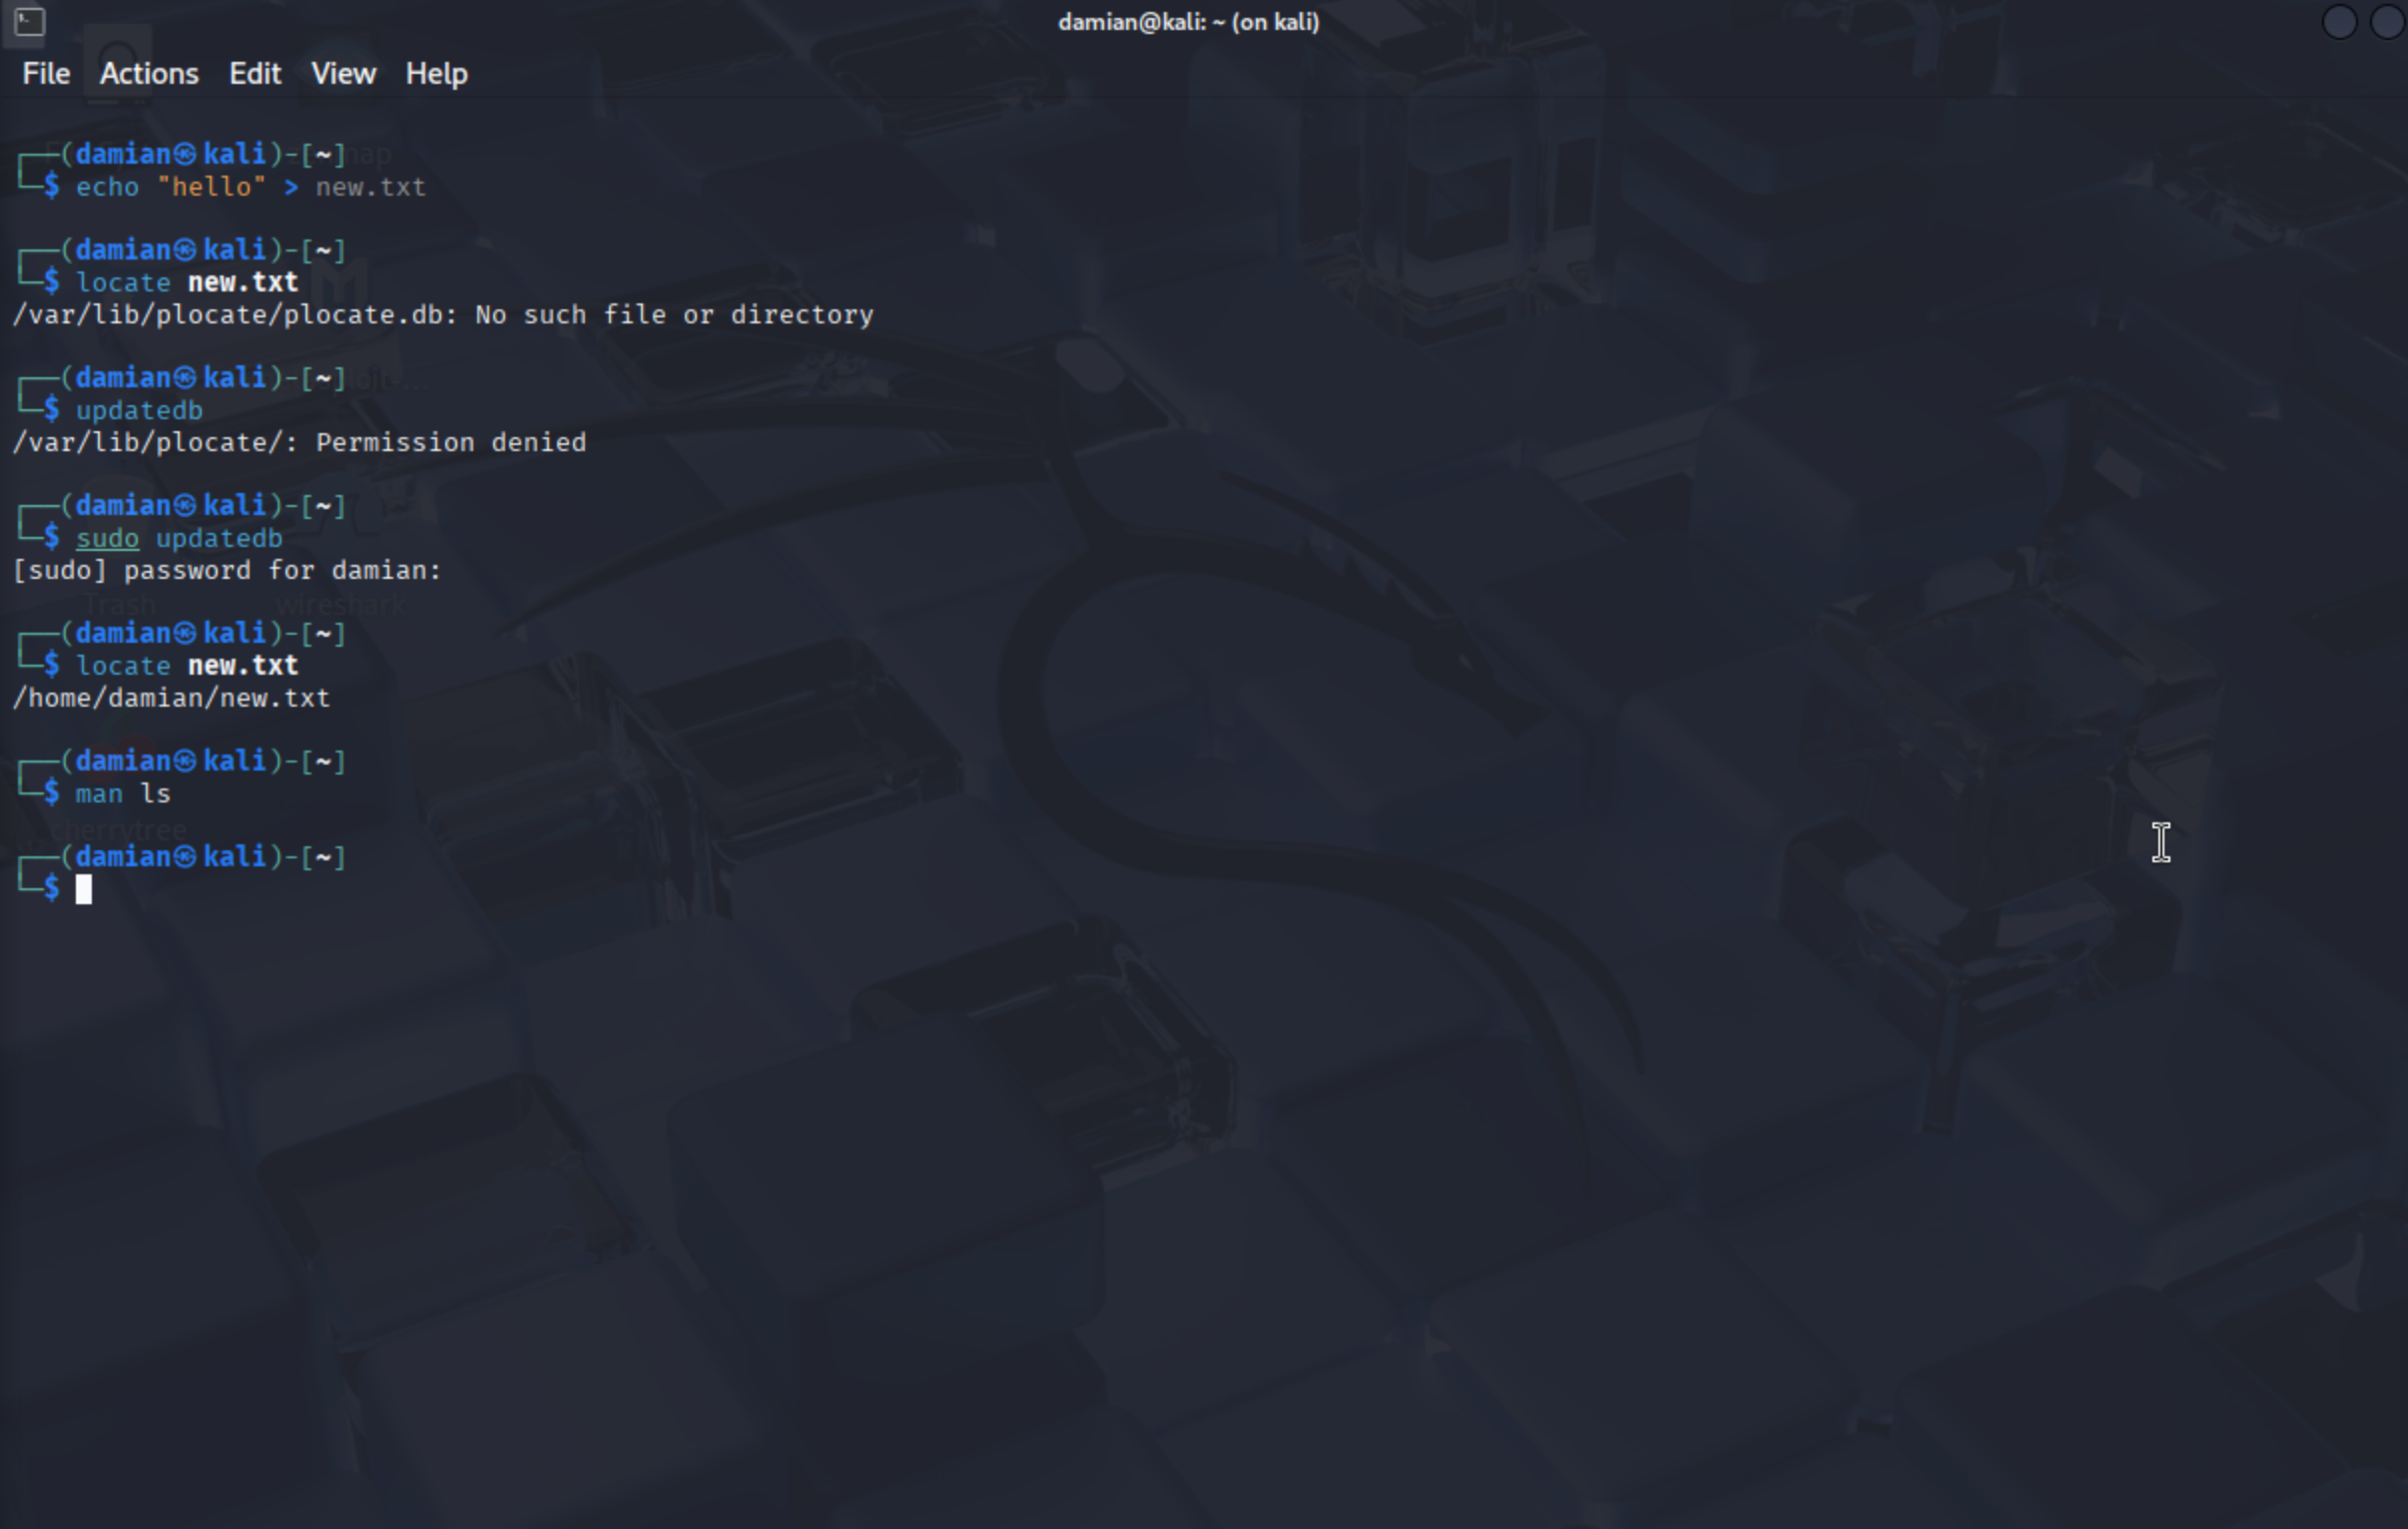 damian@kali: ~ (on kali)
File Actions Edit View Help
┌──(damian㉿kali)-[~]
└─$ echo "hello" > new.txt
┌──(damian㉿kali)-[~]
└─$ locate new.txt
/var/lib/plocate/plocate.db: No such file or directory
┌──(damian㉿kali)-[~]
└─$ updatedb
/var/lib/plocate/: Permission denied
┌──(damian㉿kali)-[~]
└─$ sudo updatedb
[sudo] password for damian:
Trash wireshark
┌──(damian㉿kali)-[~]
└─$ locate new.txt
/home/damian/new.txt
┌──(damian㉿kali)-[~]
└─$ man ls
cherrytree
┌──(damian㉿kali)-[~]
└─$